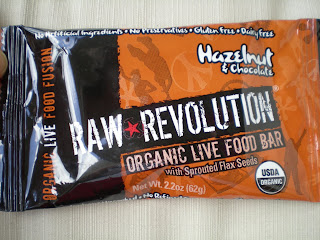 No Artificial Ingredients • No Preservatives • Gluten Free • Dairy Free
Hazelnut
& Chocolate
ORGANIC LIVE FOOD FUSION
RAW★REVOLUTION
ORGANIC LIVE FOOD BAR
with Sprouted Flax Seeds
Net Wt. 2.2oz (62g)
USDA
ORGANIC